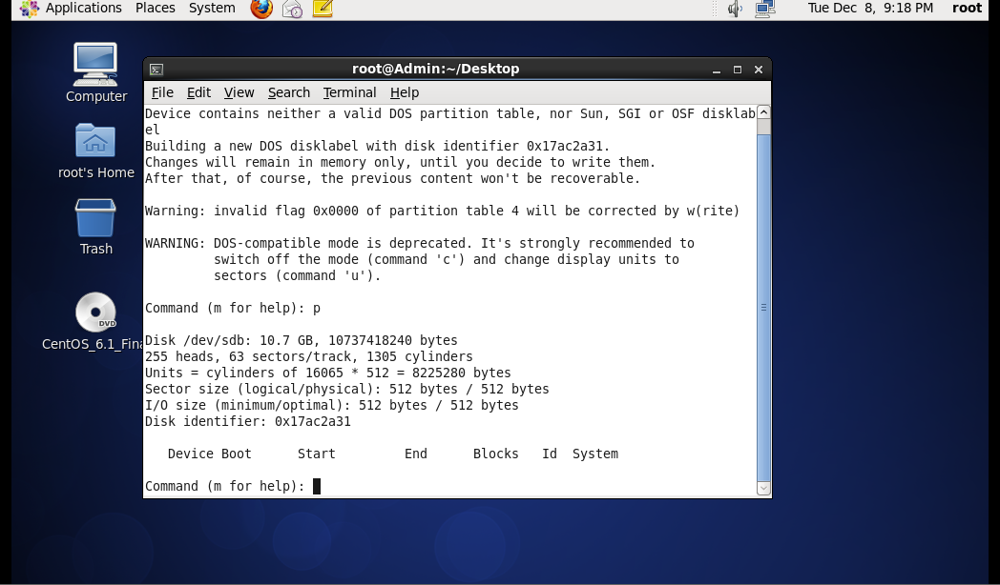 Applications Places System
Tue Dec 8, 9:18 PM root
Computer
root's Home
Trash
DVD
CentOS_6.1_Fina
root@Admin:~/Desktop
File Edit View Search Terminal Help
Device contains neither a valid DOS partition table, nor Sun, SGI or OSF disklab
el
Building a new DOS disklabel with disk identifier 0x17ac2a31.
Changes will remain in memory only, until you decide to write them.
After that, of course, the previous content won't be recoverable.
Warning: invalid flag 0x0000 of partition table 4 will be corrected by w(rite)
WARNING: DOS-compatible mode is deprecated. It's strongly recommended to
switch off the mode (command 'c') and change display units to
sectors (command 'u').
Command (m for help): p
Disk /dev/sdb: 10.7 GB, 10737418240 bytes
255 heads, 63 sectors/track, 1305 cylinders
Units = cylinders of 16065 * 512 = 8225280 bytes
Sector size (logical/physical): 512 bytes / 512 bytes
I/O size (minimum/optimal): 512 bytes / 512 bytes
Disk identifier: 0x17ac2a31
Device Boot Start End Blocks Id System
Command (m for help):